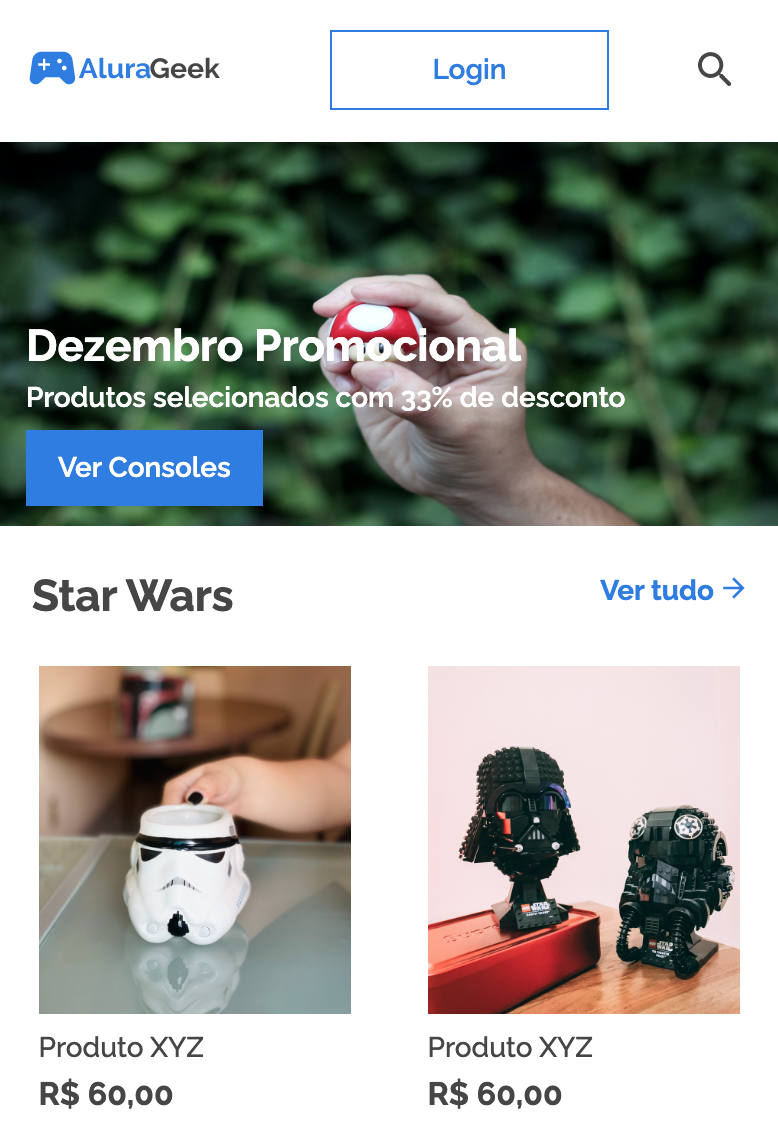 AluraGeek
Login
Dezembro Promocional
Produtos selecionados com 33% de desconto
Ver Consoles
Star Wars
Ver tudo
Produto XYZ
R$ 60,00
Produto XYZ
R$ 60,00